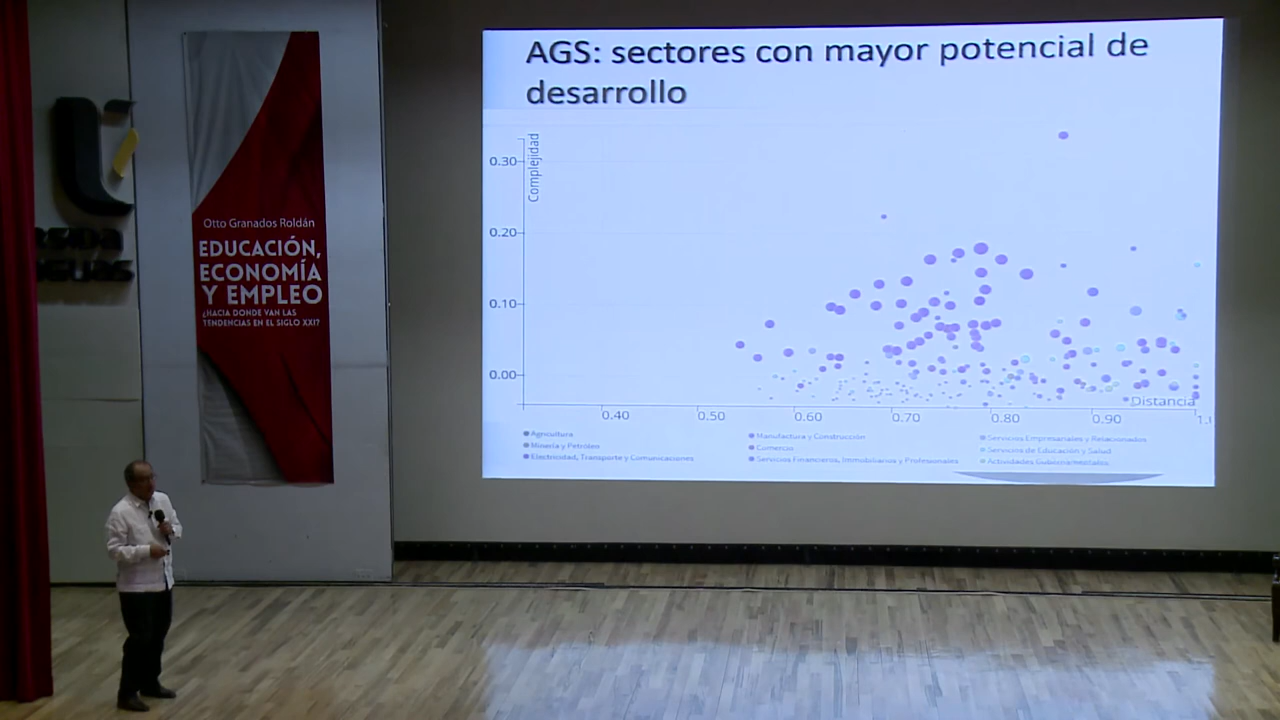 AGS: sectores con mayor potencial de
desarrollo
Complejidad
0.30
0.20
0.10
0.00
0.40
0.50
0.60
0.70
0.80
0.90
Distancia
Agricultura
Minería y Petróleo
Electricidad, Transporte y Comunicaciones
Manufactura y Construcción
Comercio
Servicios Financieros, Inmobiliarios y Profesionales
Servicios Empresariales y Relacionados
Servicios de Educación y Salud
Actividades Gubernamentales
Otto Granados Roldán
EDUCACIÓN,
ECONOMÍA
Y EMPLEO
¿HACIA DONDE VAN LAS
TENDENCIAS EN EL SIGLO XXI?